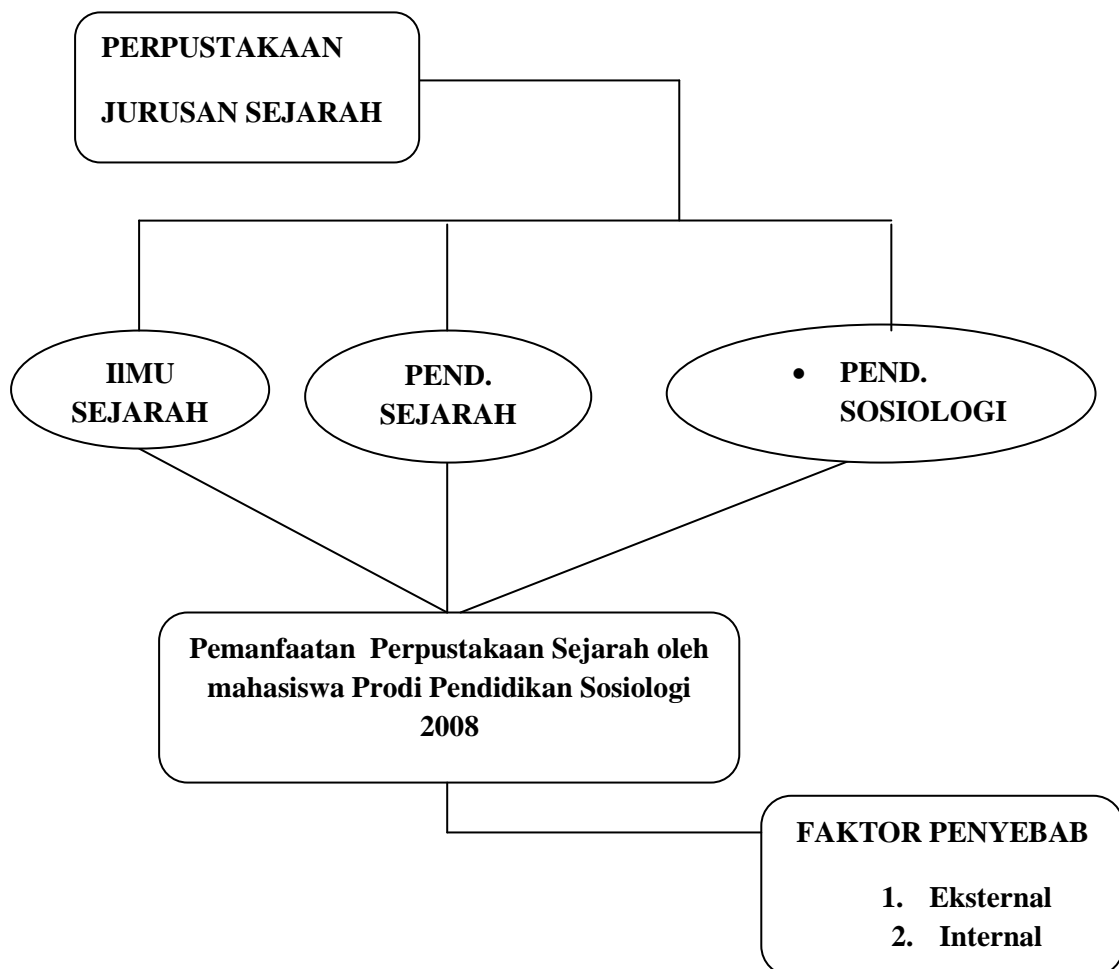 PERPUSTAKAAN
JURUSAN SEJARAH
IlMU
SEJARAH
PEND.
SEJARAH
• PEND.
SOSIOLOGI
Pemanfaatan Perpustakaan Sejarah oleh
mahasiswa Prodi Pendidikan Sosiologi
2008
FAKTOR PENYEBAB
1. Eksternal
2. Internal